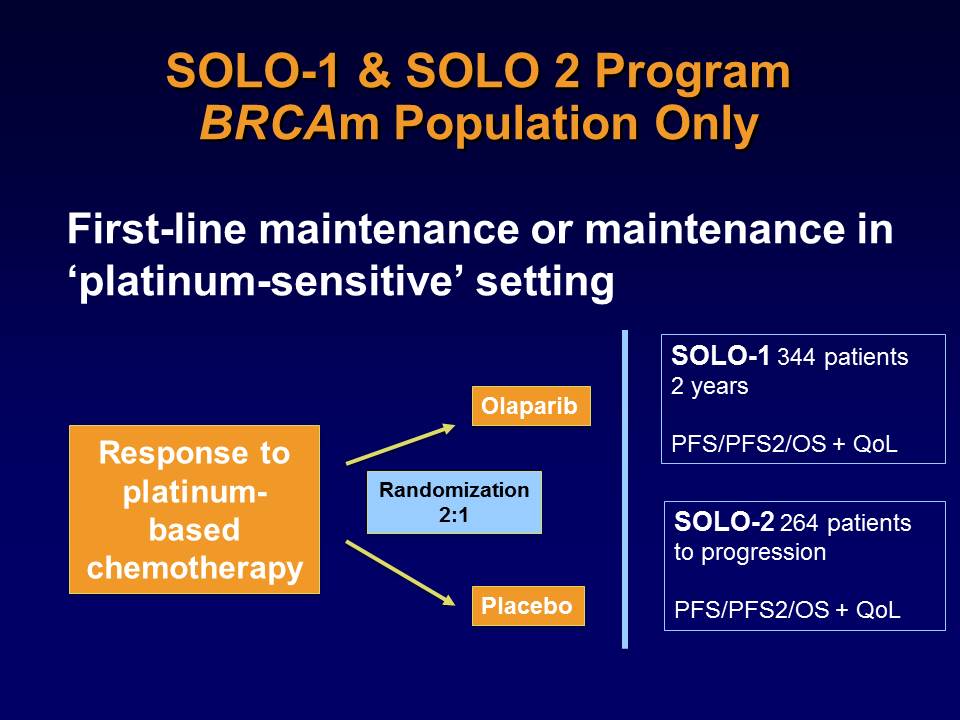 SOLO-1 & SOLO 2 Program
BRCAm Population Only
First-line maintenance or maintenance in
‘platinum-sensitive’ setting
Response to
platinum-
based
chemotherapy
Olaparib
Randomization
2:1
Placebo
SOLO-1 344 patients
2 years
PFS/PFS2/OS + QoL
SOLO-2 264 patients
to progression
PFS/PFS2/OS + QoL